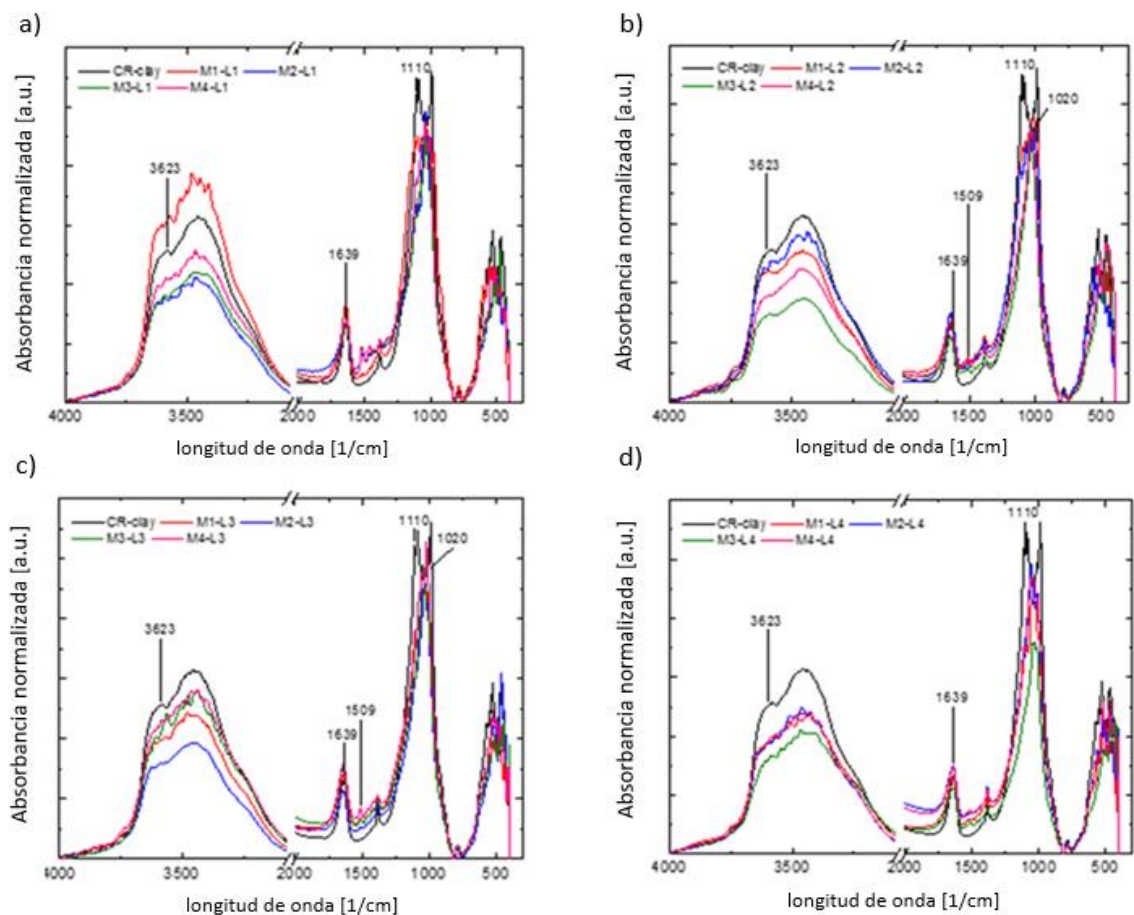 a)
CR-clay M1-L1 M2-L1
M3-L1 M4-L1
1110
3623
1639
Absorbancia normalizada [a.u.]
4000 3500 2000 1500 1000 500
longitud de onda [1/cm]
b)
CR-clay M1-L2 M2-L2
M3-L2 M4-L2
1110
1020
3623
1509
1639
Absorbancia normalizada [a.u.]
4000 3500 2000 1500 1000 500
longitud de onda [1/cm]
c)
CR-clay M1-L3 M2-L3
M3-L3 M4-L3
1110
1020
3623
1509
1639
Absorbancia normalizada [a.u.]
4000 3500 2000 1500 1000 500
longitud de onda [1/cm]
d)
CR-clay M1-L4 M2-L4
M3-L4 M4-L4
1110
3623
1639
Absorbancia normalizada [a.u.]
4000 3500 2000 1500 1000 500
longitud de onda [1/cm]